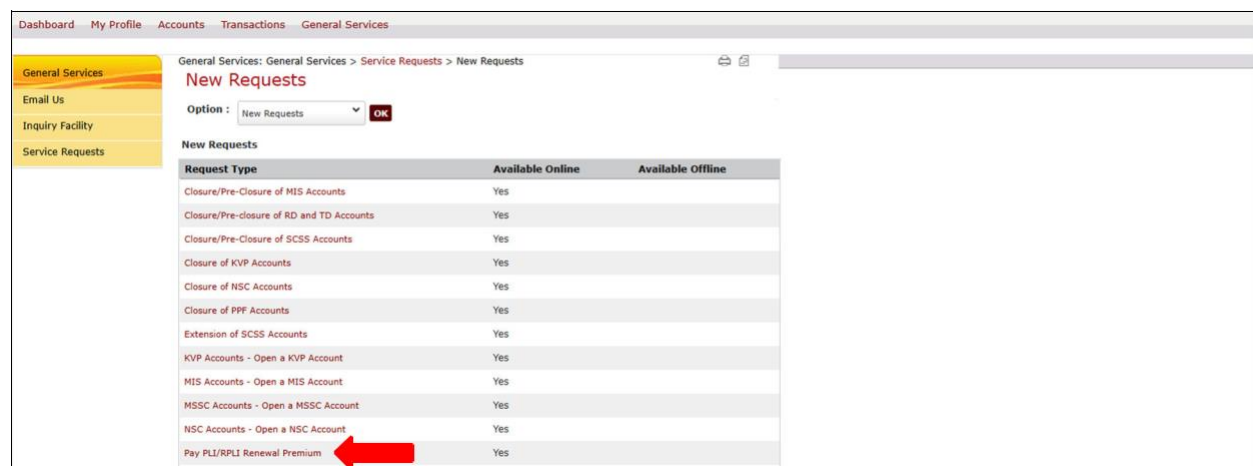 Dashboard My Profile Accounts Transactions General Services
General Services
Email Us
Inquiry Facility
Service Requests
General Services: General Services > Service Requests > New Requests
New Requests
Option : New Requests OK
New Requests
Request Type Available Online Available Offline
Closure/Pre-Closure of MIS Accounts Yes
Closure/Pre-closure of RD and TD Accounts Yes
Closure/Pre-Closure of SCSS Accounts Yes
Closure of KVP Accounts Yes
Closure of NSC Accounts Yes
Closure of PPF Accounts Yes
Extension of SCSS Accounts Yes
KVP Accounts - Open a KVP Account Yes
MIS Accounts - Open a MIS Account Yes
MSSC Accounts - Open a MSSC Account Yes
NSC Accounts - Open a NSC Account Yes
Pay PLI/RPLI Renewal Premium Yes